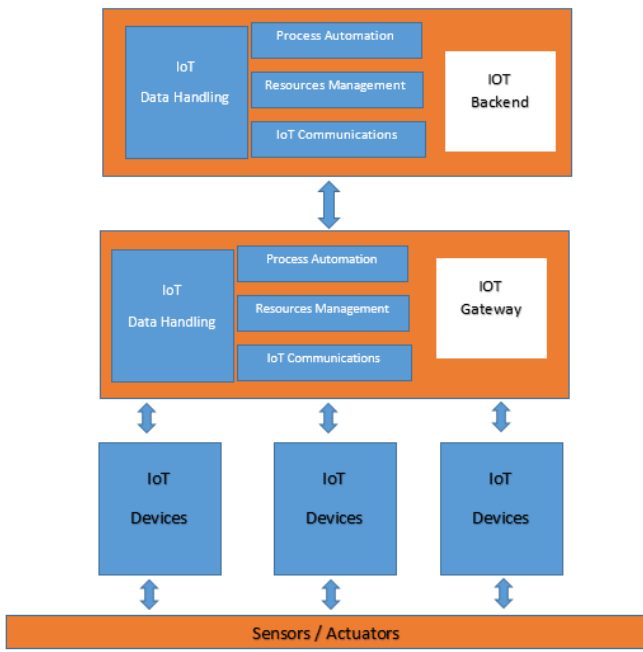 IoT
Data Handling
Process Automation
Resources Management
IoT Communications
IOT
Backend
IoT
Data Handling
Process Automation
Resources Management
IoT Communications
IOT
Gateway
IoT
Devices
IoT
Devices
IoT
Devices
Sensors / Actuators